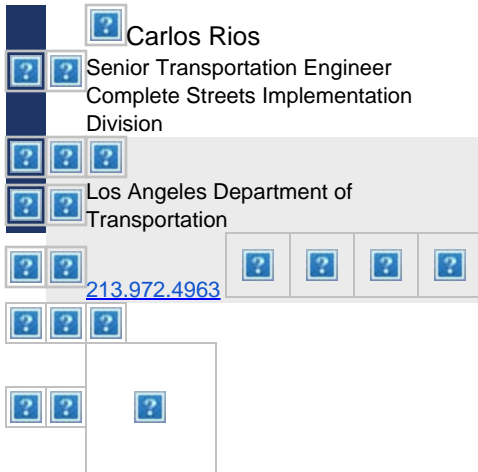 Carlos Rios
Senior Transportation Engineer
Complete Streets Implementation
Division
Los Angeles Department of
Transportation
213.972.4963